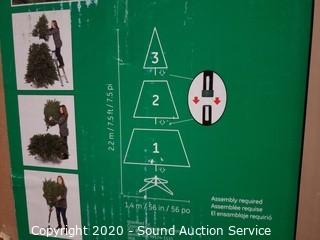 3
2
1
2.2 m / 7.5 ft / 7.5 pi
1.4 m / 56 in / 56 po
Assembly required
Assemblée requise
El ensamblaje requirió
Copyright 2020 - Sound Auction Service